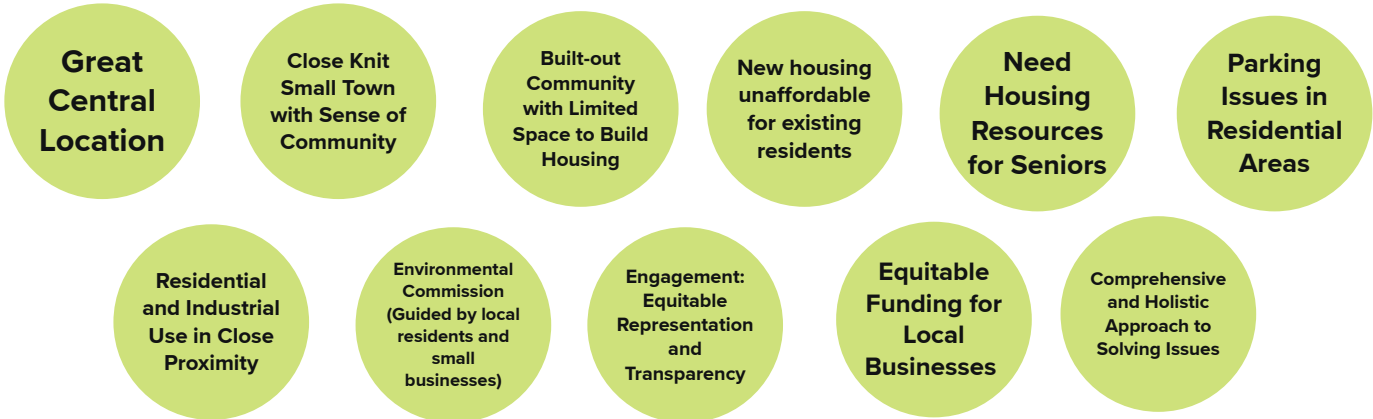 Great
Central
Location
Close Knit
Small Town
with Sense of
Community
Built-out
Community
with Limited
Space to Build
Housing
New housing
unaffordable
for existing
residents
Need
Housing
Resources
for Seniors
Parking
Issues in
Residential
Areas
Residential
and Industrial
Use in Close
Proximity
Environmental
Commission
(Guided by local
residents and
small
businesses)
Engagement:
Equitable
Representation
and
Transparency
Equitable
Funding for
Local
Businesses
Comprehensive
and Holistic
Approach to
Solving Issues